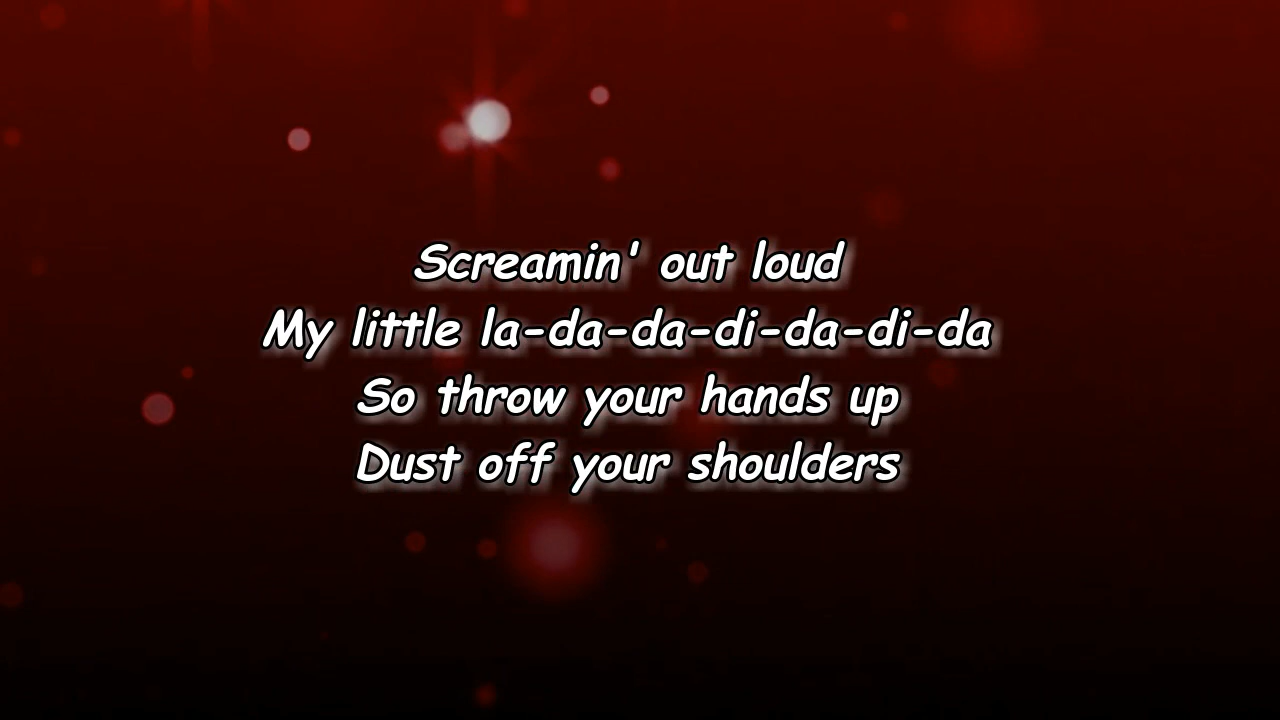 Screamin' out loud
My little la-da-da-di-da-di-da
So throw your hands up
Dust off your shoulders